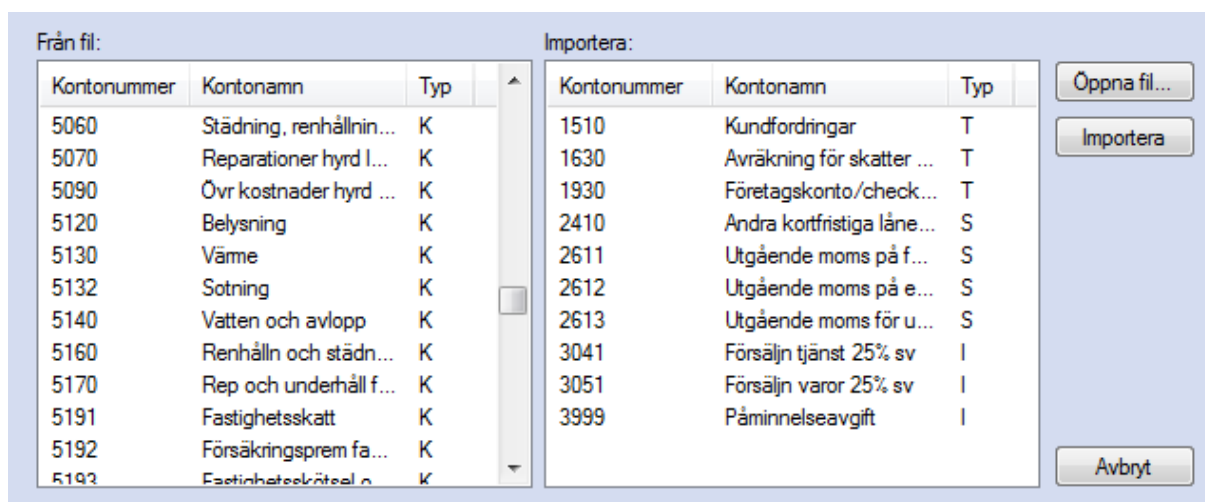 Från fil:
Kontonummer Kontonamn Typ
5060 Städning, renhållnin... K
5070 Reparationer hyrd l... K
5090 Övr kostnader hyrd ... K
5120 Belysning K
5130 Värme K
5132 Sotning K
5140 Vatten och avlopp K
5160 Renhålln och städn... K
5170 Rep och underhåll f... K
5191 Fastighetsskatt K
5192 Försäkringsprem fa... K
5193 Fastighetsskötsel o K
Importera:
Kontonummer Kontonamn Typ
1510 Kundfordringar T
1630 Avräkning för skatter ... T
1930 Företagskonto/check... T
2410 Andra kortfristiga låne... S
2611 Utgående moms på f... S
2612 Utgående moms på e... S
2613 Utgående moms för u... S
3041 Försäljn tjänst 25% sv I
3051 Försäljn varor 25% sv I
3999 Påminnelseavgift I
Öppna fil...
Importera
Avbryt